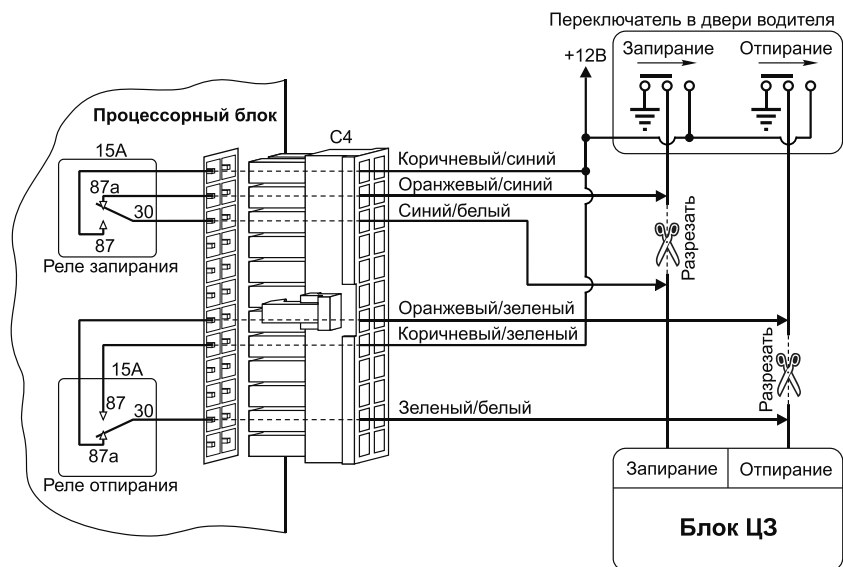 Переключатель в двери водителя
Запирание
Отпирание
+12В
Процессорный блок
С4
15А
87а
30
87
Реле запирания
Коричневый/синий
Оранжевый/синий
Синий/белый
Разрезать
Оранжевый/зеленый
Коричневый/зеленый
Разрезать
15А
87
30
87а
Реле отпирания
Зеленый/белый
Запирание
Отпирание
Блок ЦЗ